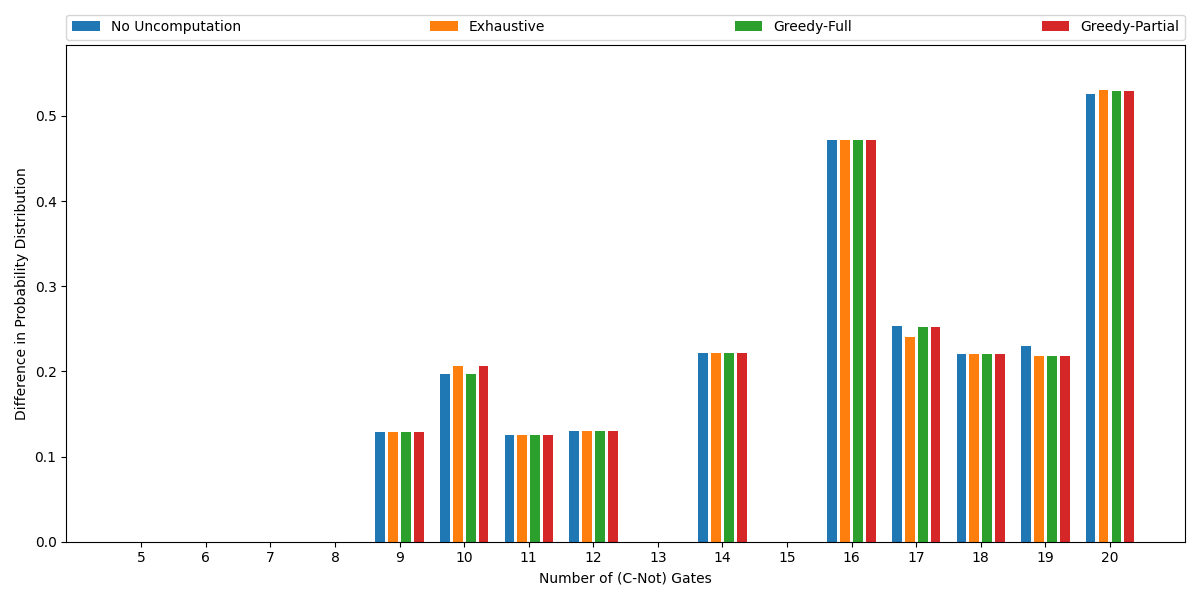 No Uncomputation Exhaustive Greedy-Full Greedy-Partial
Difference in Probability Distribution
0.5
0.4
0.3
0.2
0.1
0.0
5 6 7 8 9 10 11 12 13 14 15 16 17 18 19 20
Number of (C-Not) Gates